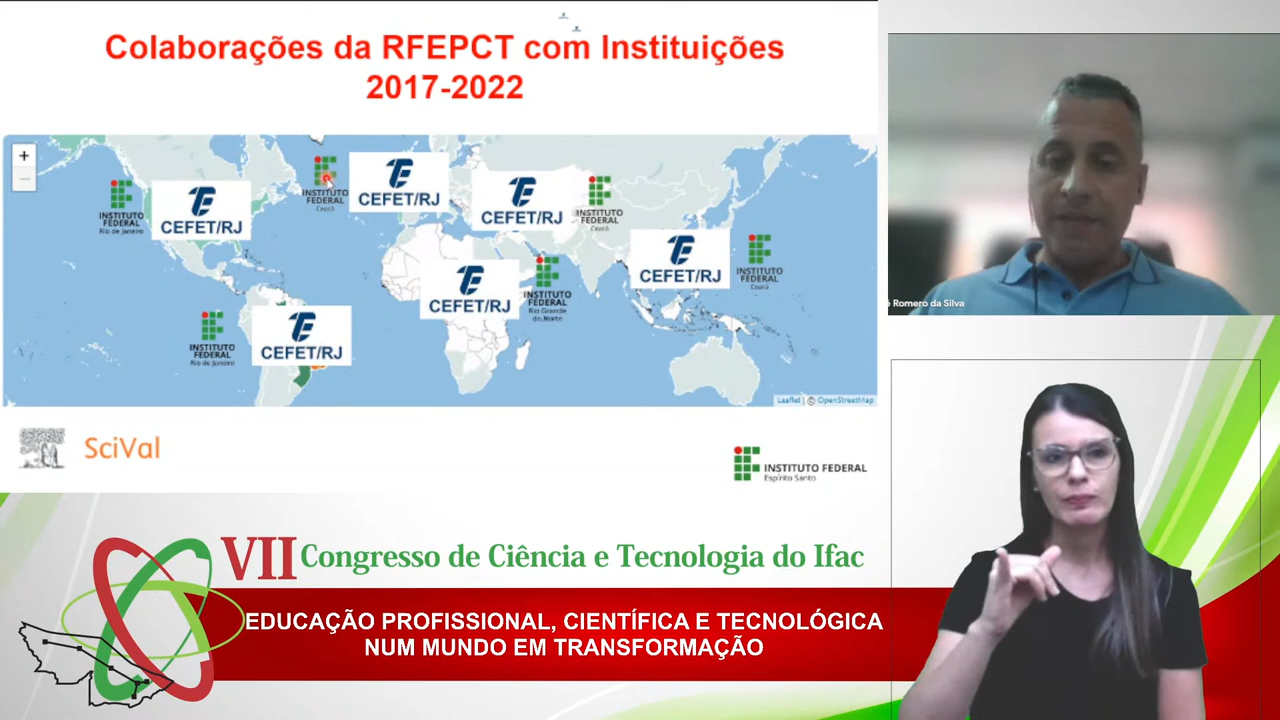 Colaborações da RFEPCT com Instituições
2017-2022
+
−
INSTITUTO
FEDERAL
Rio de Janeiro
CEFET/RJ
INSTITUTO
FEDERAL
Ceará
CEFET/RJ
CEFET/RJ
INSTITUTO
FEDERAL
Ceará
CEFET/RJ
INSTITUTO
FEDERAL
Ceará
CEFET/RJ
INSTITUTO
FEDERAL
Rio Grande
do Norte
INSTITUTO
FEDERAL
Rio de Janeiro
CEFET/RJ
Leaflet | © OpenStreetMap
SciVal
INSTITUTO FEDERAL
Espírito Santo
Romero da Silva
VII Congresso de Ciência e Tecnologia do Ifac
EDUCAÇÃO PROFISSIONAL, CIENTÍFICA E TECNOLÓGICA
NUM MUNDO EM TRANSFORMAÇÃO